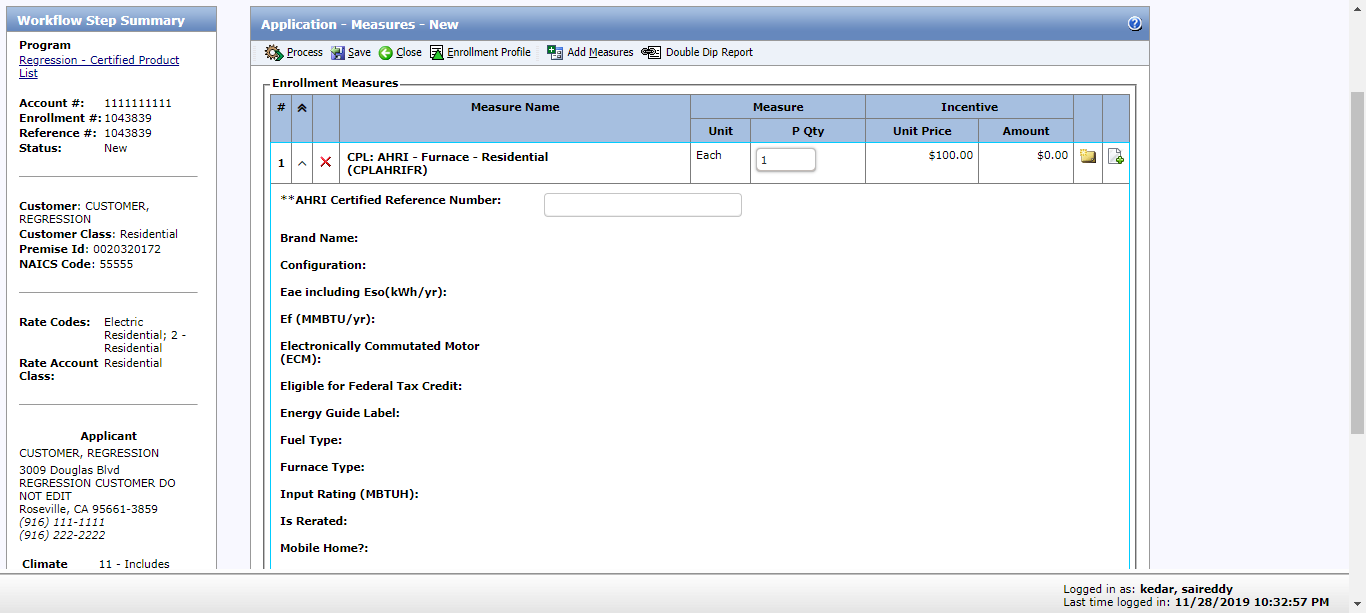 Workflow Step Summary
Program
Regression - Certified Product
List
Account #: 1111111111
Enrollment #: 1043839
Reference #: 1043839
Status: New
Customer: CUSTOMER,
REGRESSION
Customer Class: Residential
Premise Id: 0020320172
NAICS Code: 55555
Rate Codes: Electric
Residential; 2 -
Residential
Rate Account Residential
Class:
Applicant
CUSTOMER, REGRESSION
3009 Douglas Blvd
REGRESSION CUSTOMER DO
NOT EDIT
Roseville, CA 95661-3859
(916) 111-1111
(916) 222-2222
Climate 11 - Includes
Application - Measures - New
?
Process Save Close Enrollment Profile Add Measures Double Dip Report
Enrollment Measures
# Measure Name Measure Incentive
Unit P Qty Unit Price Amount
1 CPL: AHRI - Furnace - Residential Each 1 $100.00 $0.00
(CPLAHRIFR)
**AHRI Certified Reference Number:
Brand Name:
Configuration:
Eae including Eso(kWh/yr):
Ef (MMBTU/yr):
Electronically Commutated Motor
(ECM):
Eligible for Federal Tax Credit:
Energy Guide Label:
Fuel Type:
Furnace Type:
Input Rating (MBTUH):
Is Rerated:
Mobile Home?:
Logged in as: kedar, saireddy
Last time logged in: 11/28/2019 10:32:57 PM